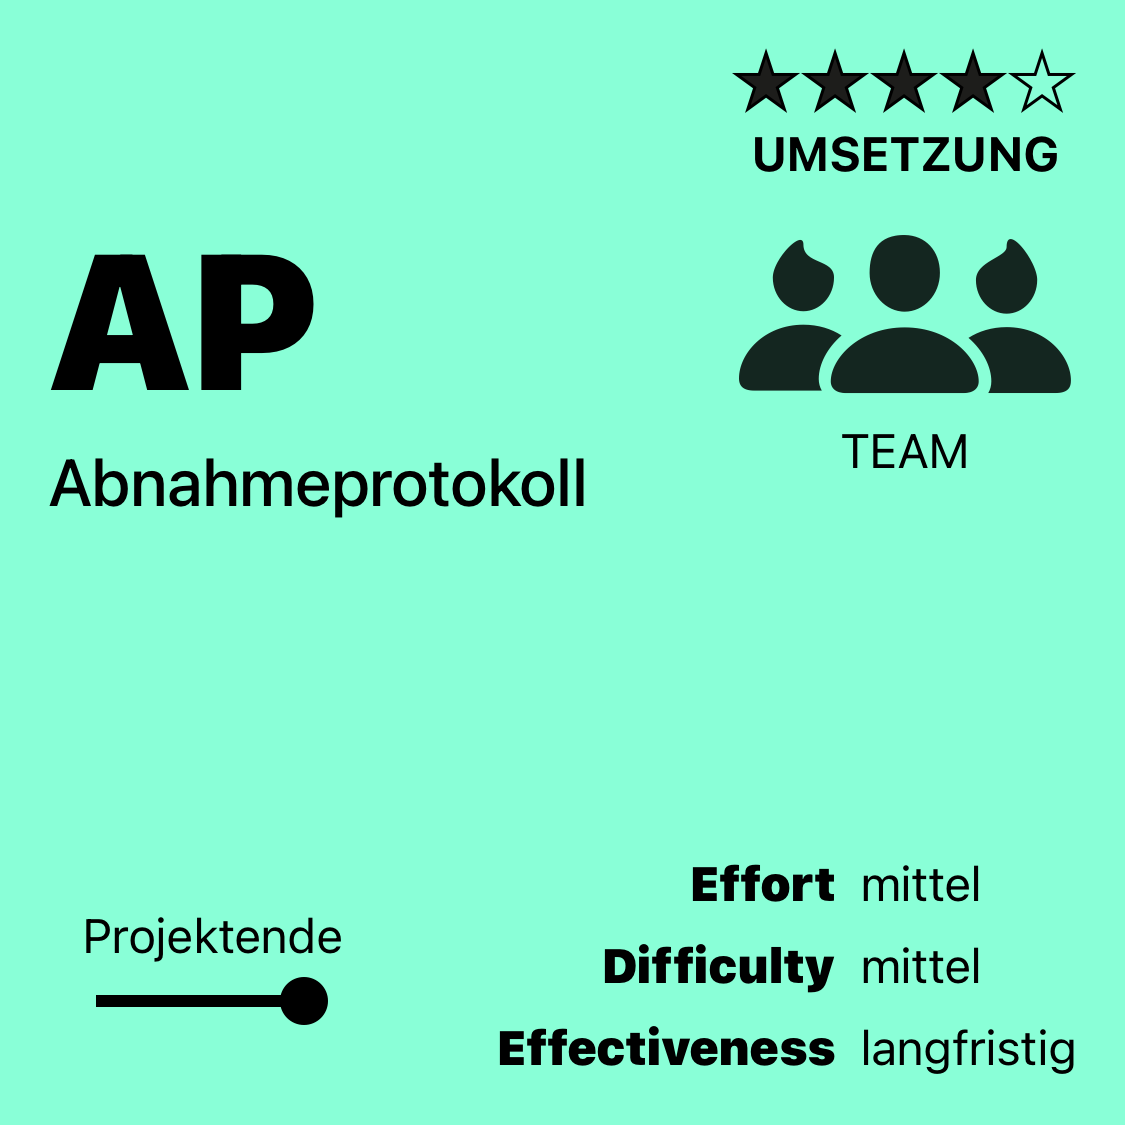 ★★★★☆
UMSETZUNG
AP
TEAM
Abnahmeprotokoll
Effort mittel
Projektende
Difficulty mittel
Effectiveness langfristig